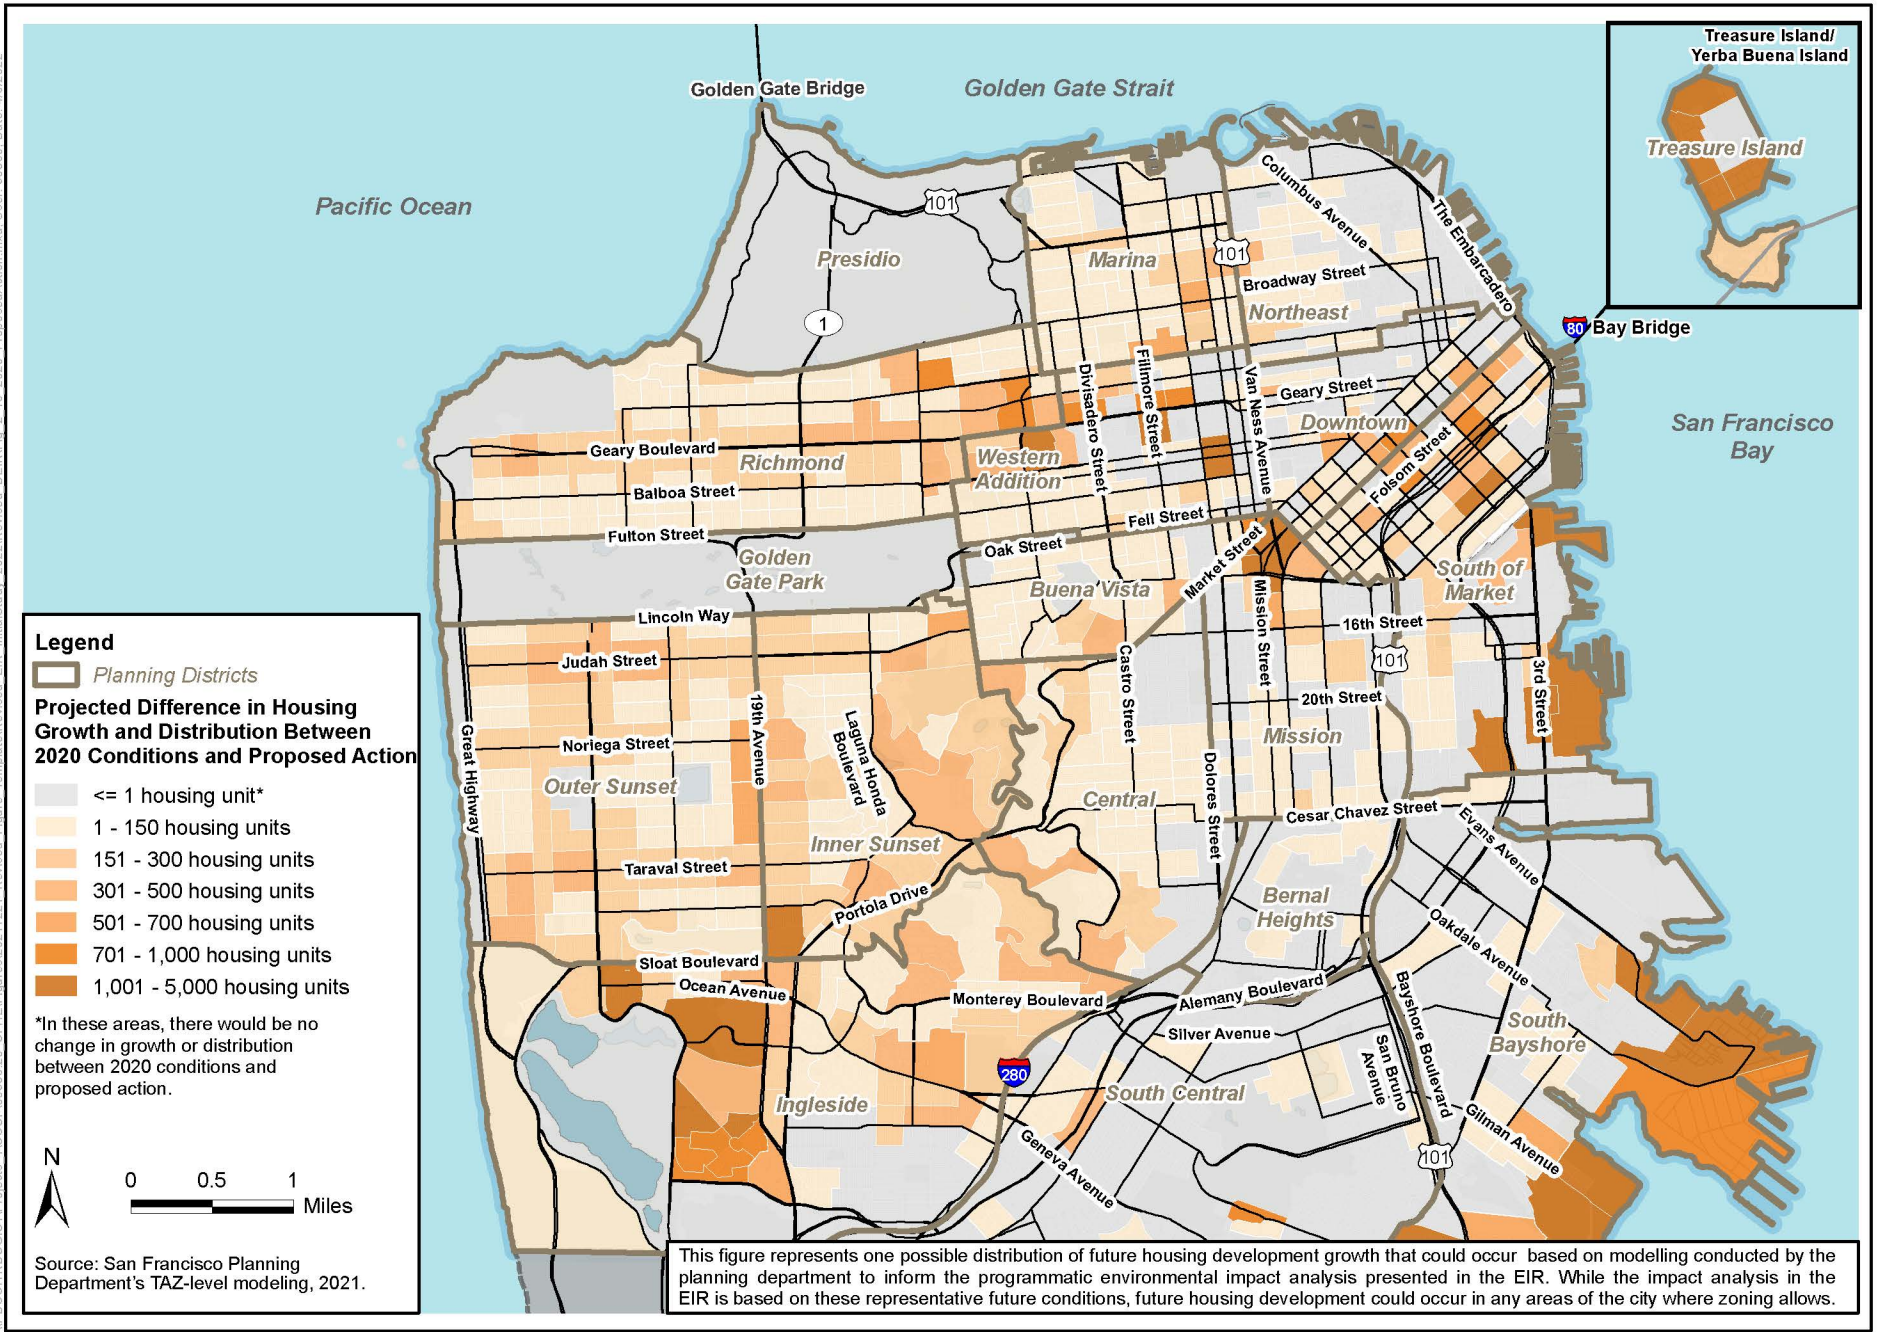 Treasure Island/
Yerba Buena Island
Treasure Island
Golden Gate Bridge
Golden Gate Strait
Pacific Ocean
101
Columbus Avenue
The Embarcadero
Presidio
Marina
101
Broadway Street
Northeast
1
80
Bay Bridge
Geary Street
Divisadero Street
Fillmore Street
Van Ness Avenue
Downtown
San Francisco
Bay
Geary Boulevard
Richmond
Western
Addition
Folsom Street
Balboa Street
Fulton Street
Fell Street
Oak Street
Market Street
Golden
Gate Park
Buena Vista
South of
Market
Lincoln Way
Mission Street
16th Street
Judah Street
Castro Street
101
3rd Street
20th Street
Great Highway
19th Avenue
Laguna Honda
Boulevard
Noriega Street
Mission
Outer Sunset
Dolores Street
Central
Cesar Chavez Street
Evans Avenue
Inner Sunset
Taraval Street
Portola Drive
Bernal
Heights
Oakdale Avenue
Sloat Boulevard
Ocean Avenue
Monterey Boulevard
Alemany Boulevard
Bayshore Boulevard
Silver Avenue
South
Bayshore
San Bruno
Avenue
280
South Central
Ingleside
Geneva Avenue
Gilman Avenue
101
Legend
Planning Districts
Projected Difference in Housing
Growth and Distribution Between
2020 Conditions and Proposed Action
<= 1 housing unit*
1 - 150 housing units
151 - 300 housing units
301 - 500 housing units
501 - 700 housing units
701 - 1,000 housing units
1,001 - 5,000 housing units
*In these areas, there would be no
change in growth or distribution
between 2020 conditions and
proposed action.
N
0 0.5 1
Miles
Source: San Francisco Planning
Department's TAZ-level modeling, 2021.
This figure represents one possible distribution of future housing development growth that could occur based on modelling conducted by the
planning department to inform the programmatic environmental impact analysis presented in the EIR. While the impact analysis in the
EIR is based on these representative future conditions, future housing development could occur in any areas of the city where zoning allows.